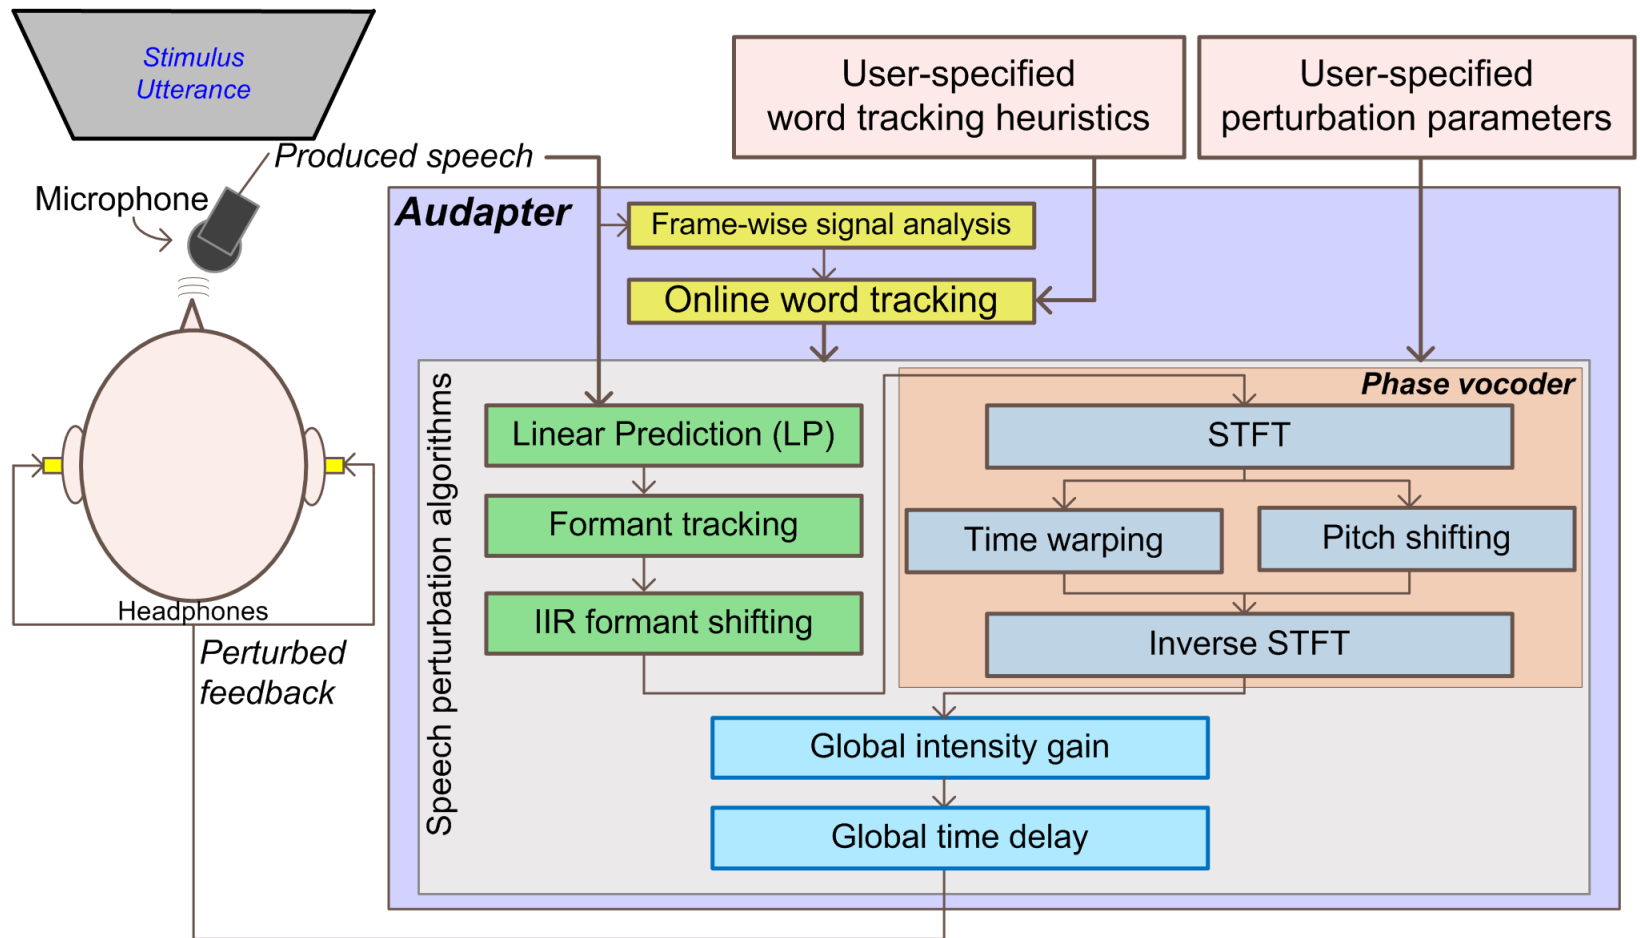 Stimulus
Utterance
User-specified
word tracking heuristics
User-specified
perturbation parameters
Produced speech
Microphone
Audapter
Frame-wise signal analysis
Online word tracking
Speech perturbation algorithms
Phase vocoder
Linear Prediction (LP)
STFT
Formant tracking
Time warping
Pitch shifting
IIR formant shifting
Inverse STFT
Headphones
Perturbed
feedback
Global intensity gain
Global time delay